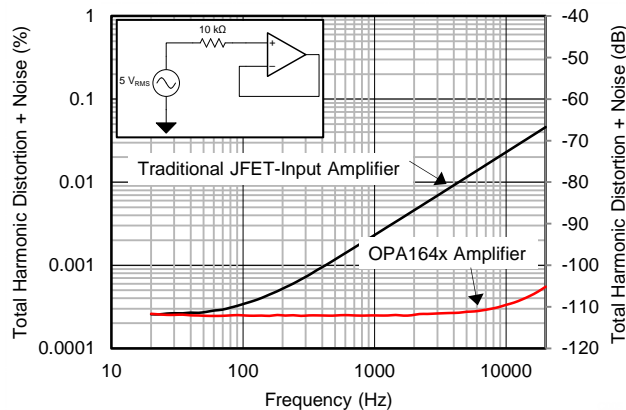 Total Harmonic Distortion + Noise (%)
1
0.1
0.01
0.001
0.0001
10
100
1000
10000
Frequency (Hz)
-40
-50
-60
-70
-80
-90
-100
-110
-120
Total Harmonic Distortion + Noise (dB)
10 kΩ
5 VRMS
+
−
Traditional JFET-Input Amplifier
OPA164x Amplifier